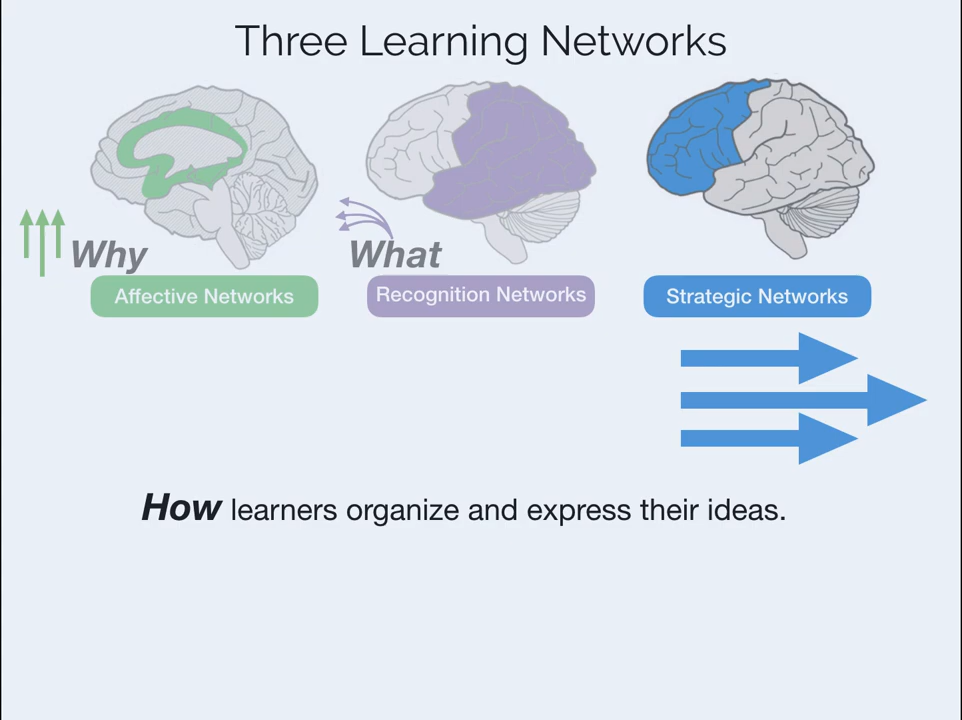 Three Learning Networks
Why
What
Affective Networks
Recognition Networks
Strategic Networks
How learners organize and express their ideas.